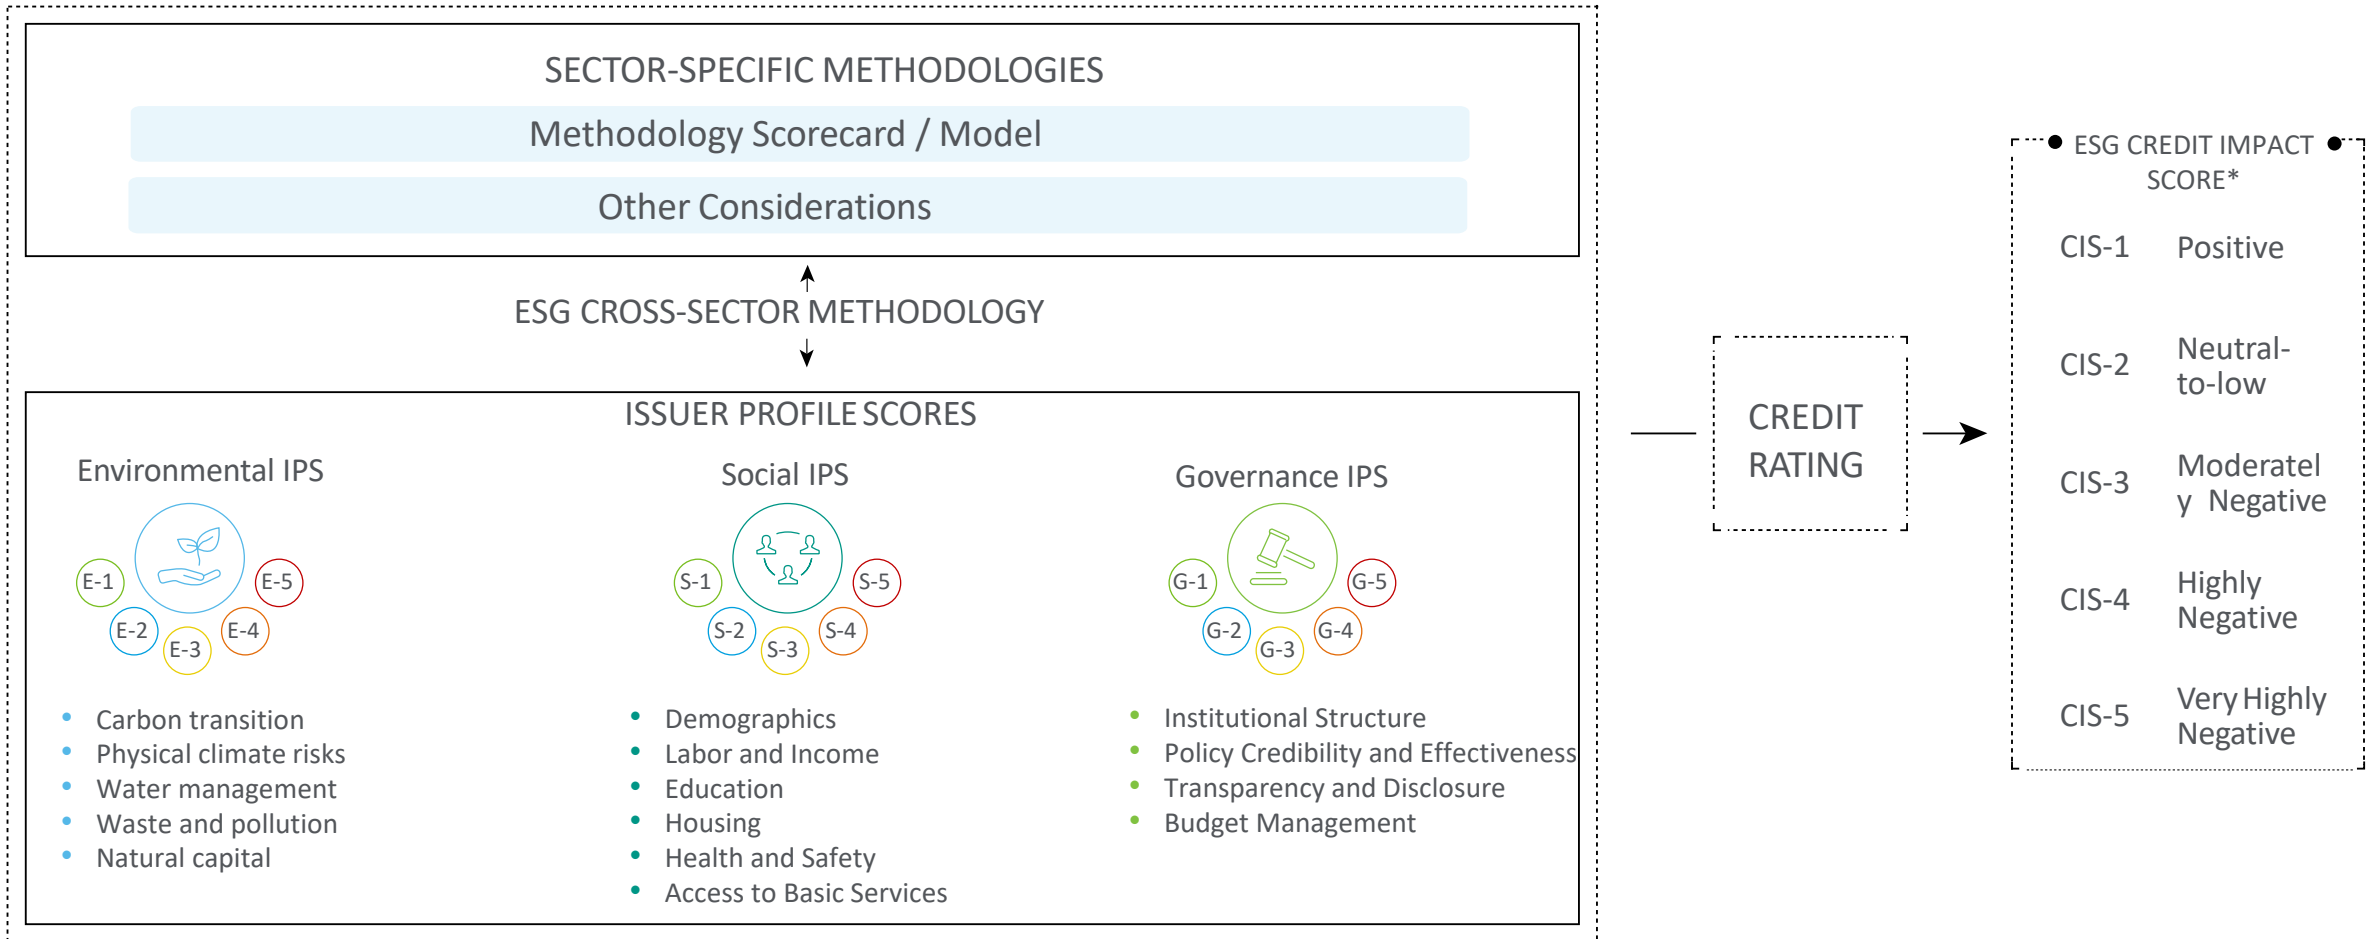 SECTOR-SPECIFIC METHODOLOGIES
Methodology Scorecard / Model
Other Considerations
ESG CROSS-SECTOR METHODOLOGY
ISSUER PROFILE SCORES
Environmental IPS
E-1
E-2
E-3
E-4
E-5
• Carbon transition
• Physical climate risks
• Water management
• Waste and pollution
• Natural capital
Social IPS
S-1
S-2
S-3
S-4
S-5
• Demographics
• Labor and Income
• Education
• Housing
• Health and Safety
• Access to Basic Services
Governance IPS
G-1
G-2
G-3
G-4
G-5
• Institutional Structure
• Policy Credibility and Effectiveness
• Transparency and Disclosure
• Budget Management
CREDIT
RATING
ESG CREDIT IMPACT
SCORE*
CIS-1 Positive
CIS-2 Neutral-
to-low
CIS-3 Moderatel
y Negative
CIS-4 Highly
Negative
CIS-5 Very Highly
Negative